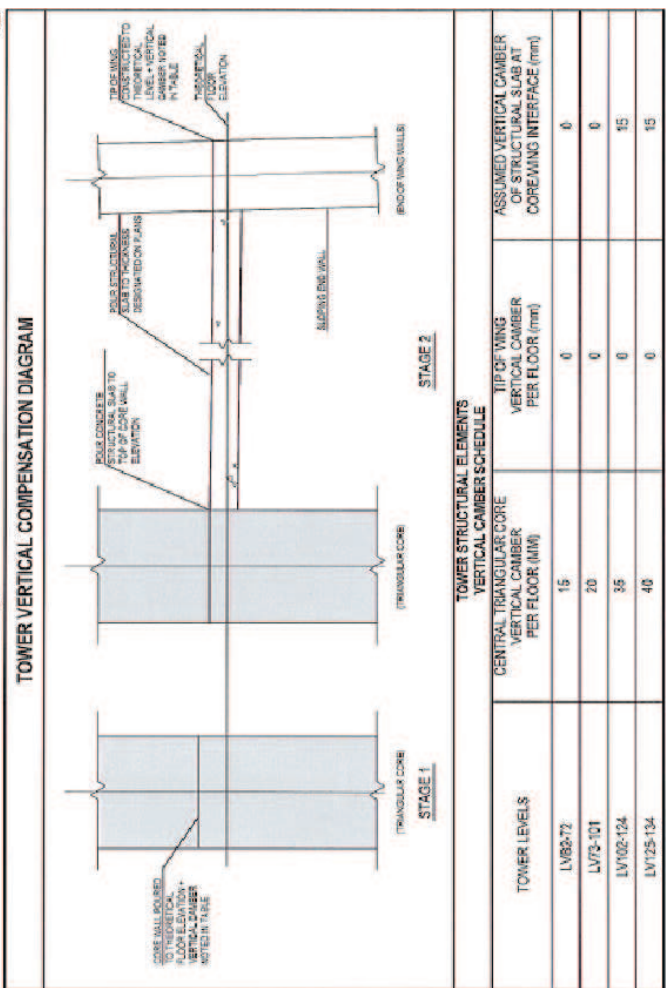 TOWER VERTICAL COMPENSATION DIAGRAM
CORE WALL POURED
TO THEORETICAL
FLOOR ELEVATION +
VERTICAL CAMBER
NOTED IN TABLE
(TRIANGULAR CORE)
STAGE 1
POUR CONCRETE
STRUCTURAL SLAB TO
TOP OF CORE WALL
ELEVATION
(TRIANGULAR CORE)
POUR STRUCTURAL
SLAB TO THICKNESS
DESIGNATED ON PLANS
TIP OF WING
CONSTRUCTED TO
THEORETICAL
LEVEL + VERTICAL
CAMBER NOTED
IN TABLE
THEORETICAL
FLOOR
ELEVATION
SLOPING END WALL
(END OF WING WALLS)
STAGE 2
TOWER STRUCTURAL ELEMENTS
VERTICAL CAMBER SCHEDULE
TOWER LEVELS
CENTRAL TRIANGULAR CORE
VERTICAL CAMBER
PER FLOOR (MM)
TIP OF WING
VERTICAL CAMBER
PER FLOOR (mm)
ASSUMED VERTICAL CAMBER
OF STRUCTURAL SLAB AT
CORE/WING INTERFACE (mm)
LVB2-72 15 0 0
LV73-101 20 0 0
LV102-124 35 0 15
LV125-134 40 0 15